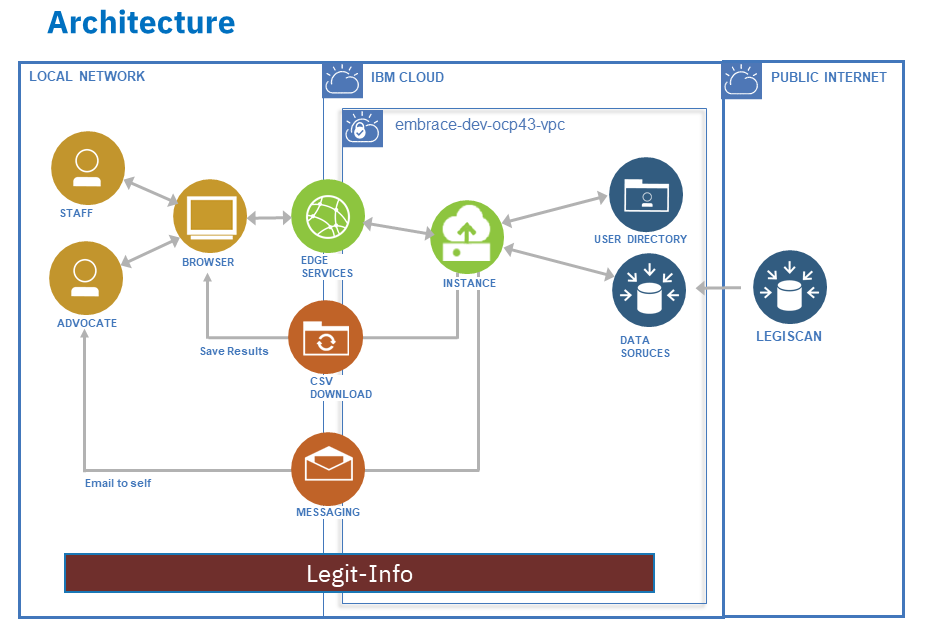 Architecture
LOCAL NETWORK
IBM CLOUD
PUBLIC INTERNET
embrace-dev-ocp43-vpc
STAFF
BROWSER
EDGE
SERVICES
INSTANCE
USER DIRECTORY
ADVOCATE
Save Results
CSV
DOWNLOAD
DATA
SORUCES
LEGISCAN
Email to self
MESSAGING
Legit-Info